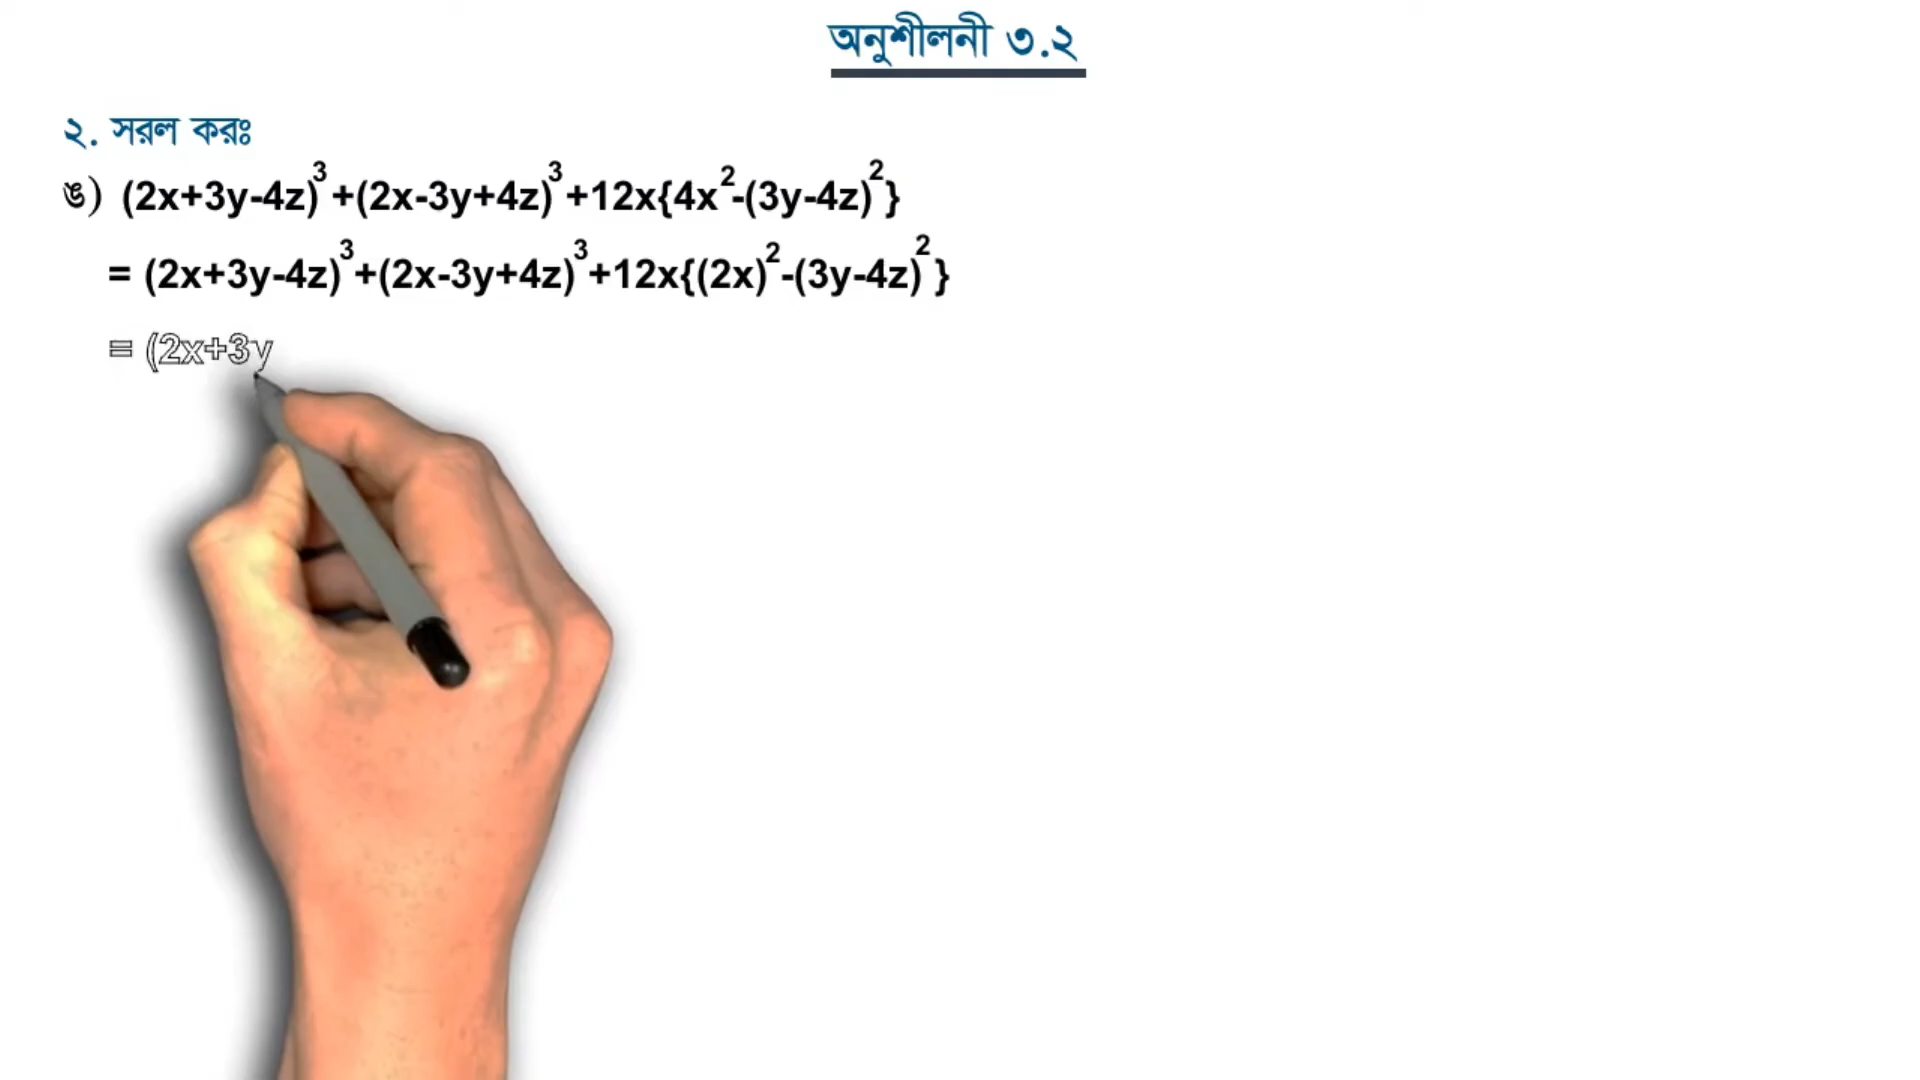 অনুশীলনী ৩.২
২. সরল করঃ
ঙ) (2x+3y-4z)³+(2x-3y+4z)³+12x{4x²-(3y-4z)²}
= (2x+3y-4z)³+(2x-3y+4z)³+12x{(2x)²-(3y-4z)²}
= (2x+3y